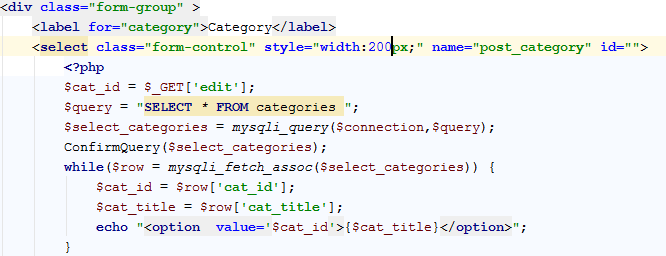 <div class="form-group" >
<label for="category">Category</label>
<select class="form-control" style="width:200px;" name="post_category" id="">
<?php
$cat_id = $_GET['edit'];
$query = "SELECT * FROM categories ";
$select_categories = mysqli_query($connection,$query);
ConfirmQuery($select_categories);
while($row = mysqli_fetch_assoc($select_categories)) {
$cat_id = $row['cat_id'];
$cat_title = $row['cat_title'];
echo "<option  value='$cat_id'>{$cat_title}</option>";
}